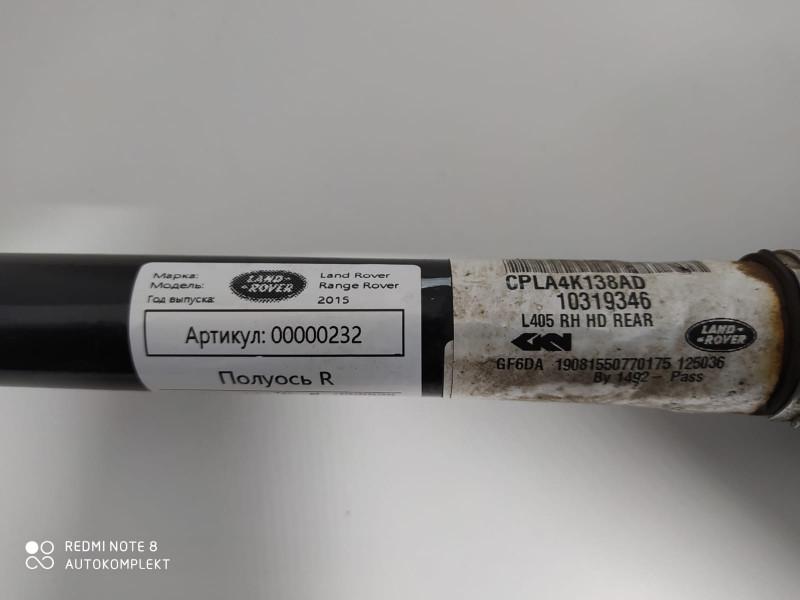 Марка: Land Rover
Модель: Range Rover
Год выпуска: 2015
LAND ROVER
Артикул: 00000232
Полуось R
CPLA4K138AD
10319346
L405 RH HD REAR
GKN
LAND ROVER
GF6DA 19081550770175 125036
By 1492 - Pass
REDMI NOTE 8
AUTOKOMPLEKT